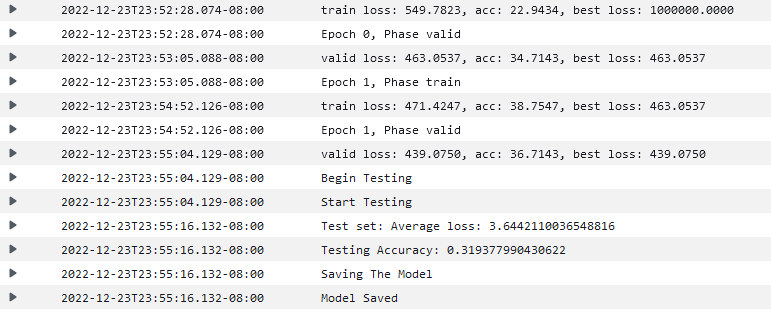 2022-12-23T23:52:28.074-08:00 train loss: 549.7823, acc: 22.9434, best loss: 1000000.0000
2022-12-23T23:52:28.074-08:00 Epoch 0, Phase valid
2022-12-23T23:53:05.088-08:00 valid loss: 463.0537, acc: 34.7143, best loss: 463.0537
2022-12-23T23:53:05.088-08:00 Epoch 1, Phase train
2022-12-23T23:54:52.126-08:00 train loss: 471.4247, acc: 38.7547, best loss: 463.0537
2022-12-23T23:54:52.126-08:00 Epoch 1, Phase valid
2022-12-23T23:55:04.129-08:00 valid loss: 439.0750, acc: 36.7143, best loss: 439.0750
2022-12-23T23:55:04.129-08:00 Begin Testing
2022-12-23T23:55:04.129-08:00 Start Testing
2022-12-23T23:55:16.132-08:00 Test set: Average loss: 3.6442110036548816
2022-12-23T23:55:16.132-08:00 Testing Accuracy: 0.319377990430622
2022-12-23T23:55:16.132-08:00 Saving The Model
2022-12-23T23:55:16.132-08:00 Model Saved